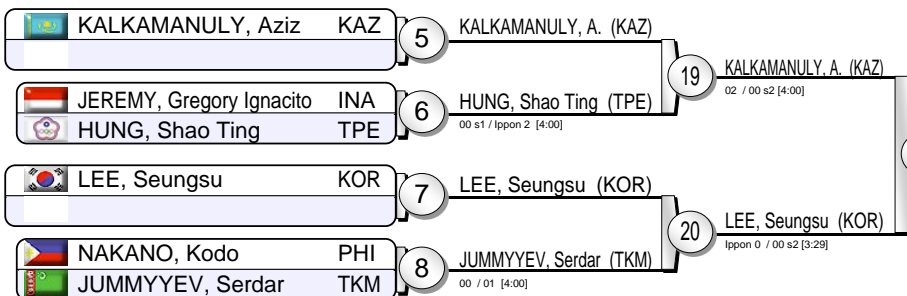 KALKAMANULY, Aziz KAZ
5
KALKAMANULY, A. (KAZ)
19
KALKAMANULY, A. (KAZ)
02 / 00 s2 [4:00]
JEREMY, Gregory Ignacito INA
HUNG, Shao Ting TPE
6
HUNG, Shao Ting (TPE)
00 s1 / Ippon 2 [4:00]
LEE, Seungsu KOR
7
LEE, Seungsu (KOR)
20
LEE, Seungsu (KOR)
Ippon 0 / 00 s2 [3:29]
NAKANO, Kodo PHI
JUMMYYEV, Serdar TKM
8
JUMMYYEV, Serdar (TKM)
00 / 01 [4:00]